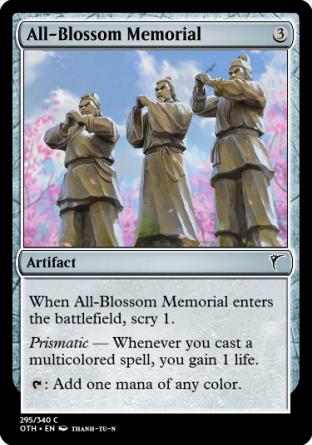 All-Blossom Memorial 3
Artifact
When All-Blossom Memorial enters
the battlefield, scry 1.
Prismatic — Whenever you cast a
multicolored spell, you gain 1 life.
: Add one mana of any color.
295/340 C
OTH • EN THANH-TU-N